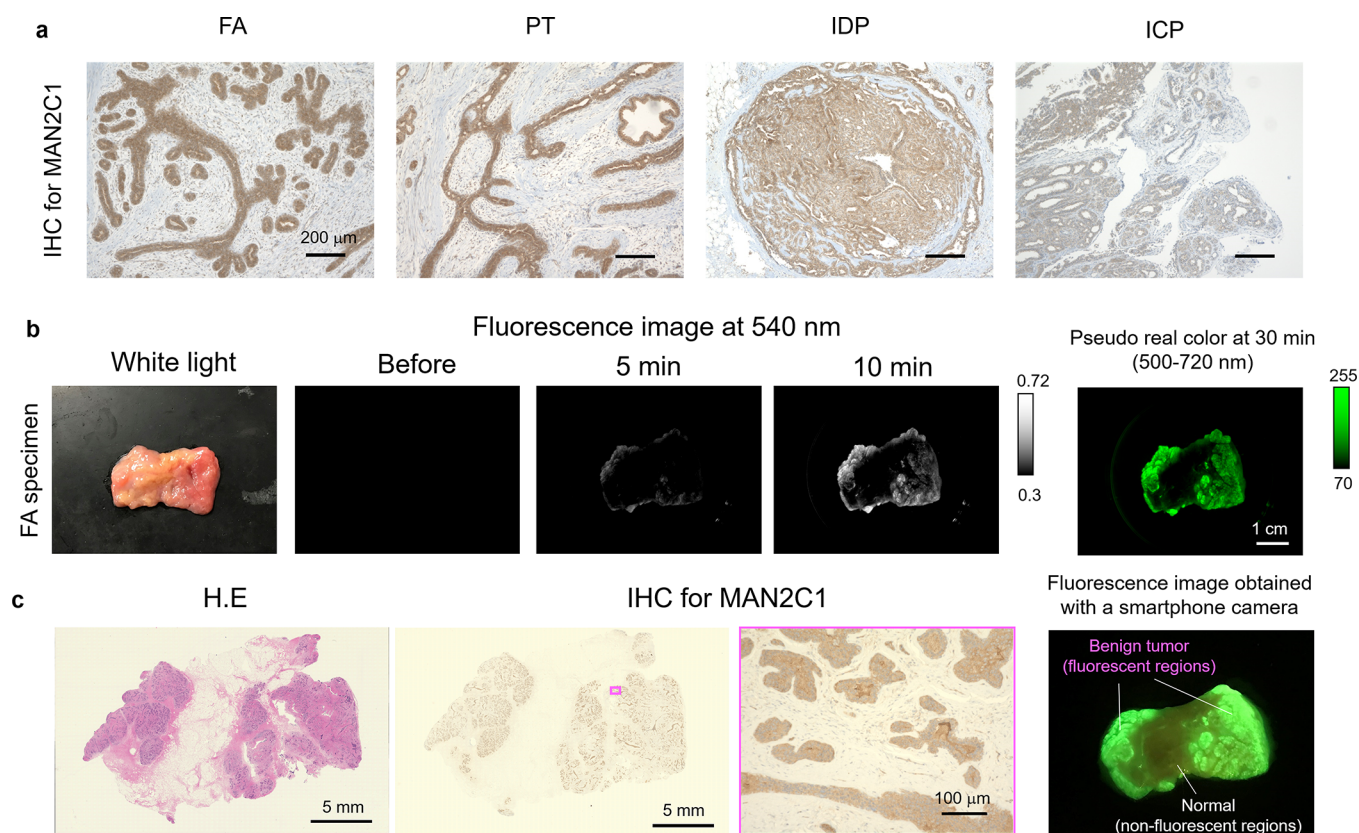 a
FA
PT
IDP
ICP
IHC for MAN2C1
200 μm
b
Fluorescence image at 540 nm
White light
Before
5 min
10 min
0.72
0.3
Pseudo real color at 30 min
(500-720 nm)
255
70
FA specimen
1 cm
c
H.E
IHC for MAN2C1
5 mm
5 mm
100 μm
Fluorescence image obtained
with a smartphone camera
Benign tumor
(fluorescent regions)
Normal
(non-fluorescent regions)